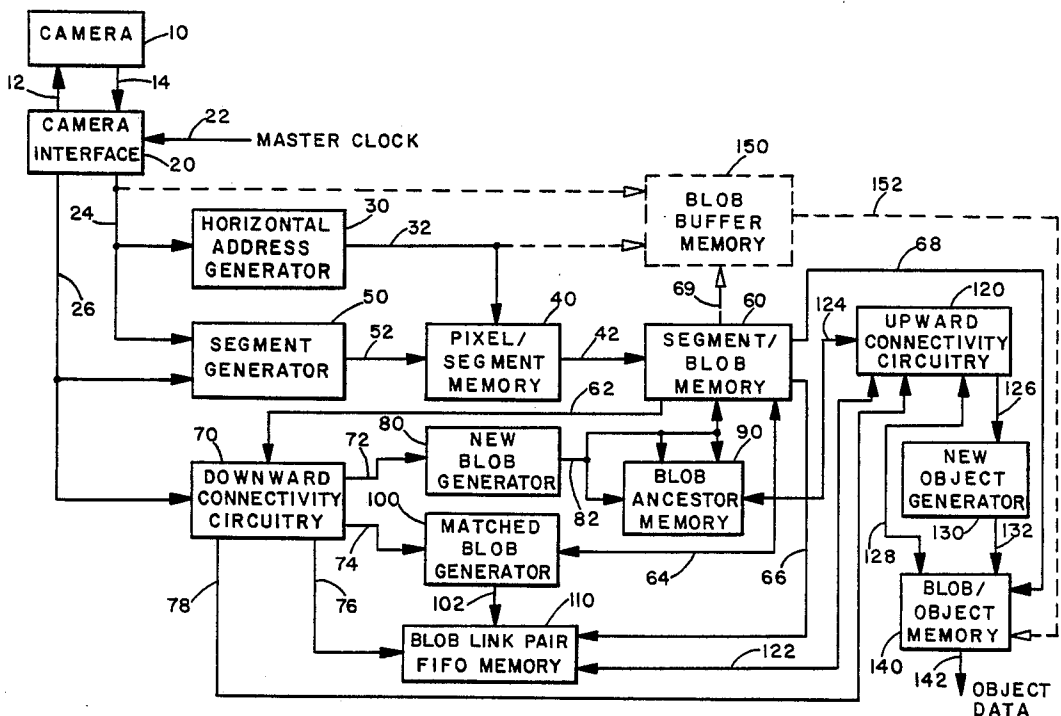 CAMERA
10
12
14
22
CAMERA
INTERFACE
20
MASTER CLOCK
24
26
30
HORIZONTAL
ADDRESS
GENERATOR
32
150
BLOB
BUFFER
MEMORY
152
68
50
SEGMENT
GENERATOR
52
40
PIXEL/
SEGMENT
MEMORY
42
69
60
SEGMENT/
BLOB
MEMORY
124
120
UPWARD
CONNECTIVITY
CIRCUITRY
62
126
70
DOWNWARD
CONNECTIVITY
CIRCUITRY
72
80
NEW
BLOB
GENERATOR
82
90
BLOB
ANCESTOR
MEMORY
NEW
OBJECT
GENERATOR
130
132
128
74
100
MATCHED
BLOB
GENERATOR
64
66
78
76
102
110
BLOB LINK PAIR
FIFO MEMORY
122
BLOB/
OBJECT
MEMORY
140
142
OBJECT
DATA